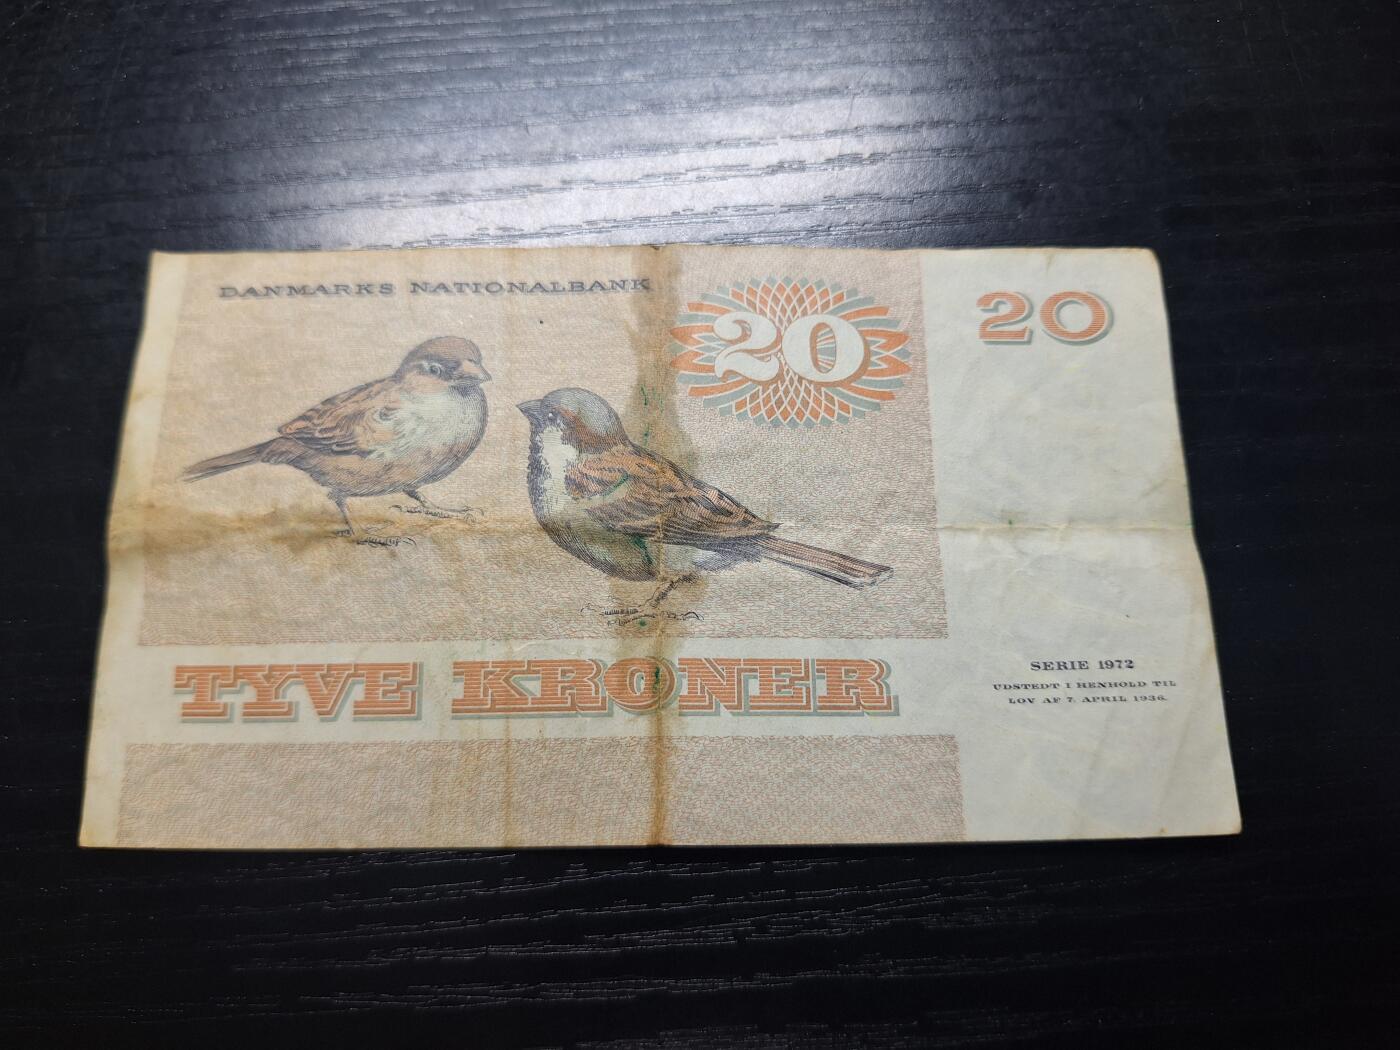 DANMARKS NATIONALBANK
20
20
TYVE KRONER
SERIE 1972
UDSTEDT I HENHOLD TIL
LOV AF 7. APRIL 1936.